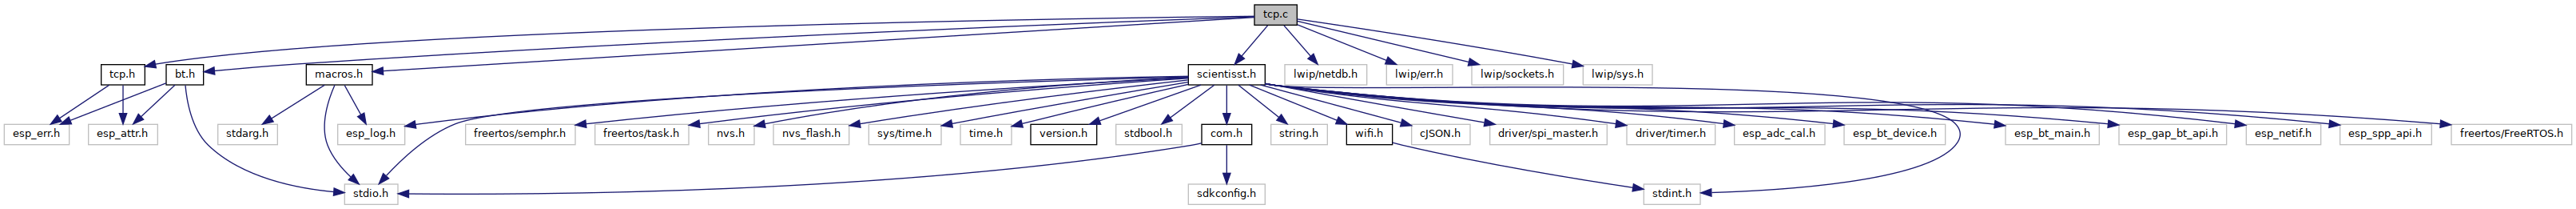 tcp.c
tcp.h
bt.h
macros.h
scientisst.h
lwip/netdb.h
lwip/err.h
lwip/sockets.h
lwip/sys.h
esp_err.h
esp_attr.h
stdarg.h
esp_log.h
freertos/semphr.h
freertos/task.h
nvs.h
nvs_flash.h
sys/time.h
time.h
version.h
stdbool.h
com.h
string.h
wifi.h
cJSON.h
driver/spi_master.h
driver/timer.h
esp_adc_cal.h
esp_bt_device.h
esp_bt_main.h
esp_gap_bt_api.h
esp_netif.h
esp_spp_api.h
freertos/FreeRTOS.h
stdio.h
sdkconfig.h
stdint.h